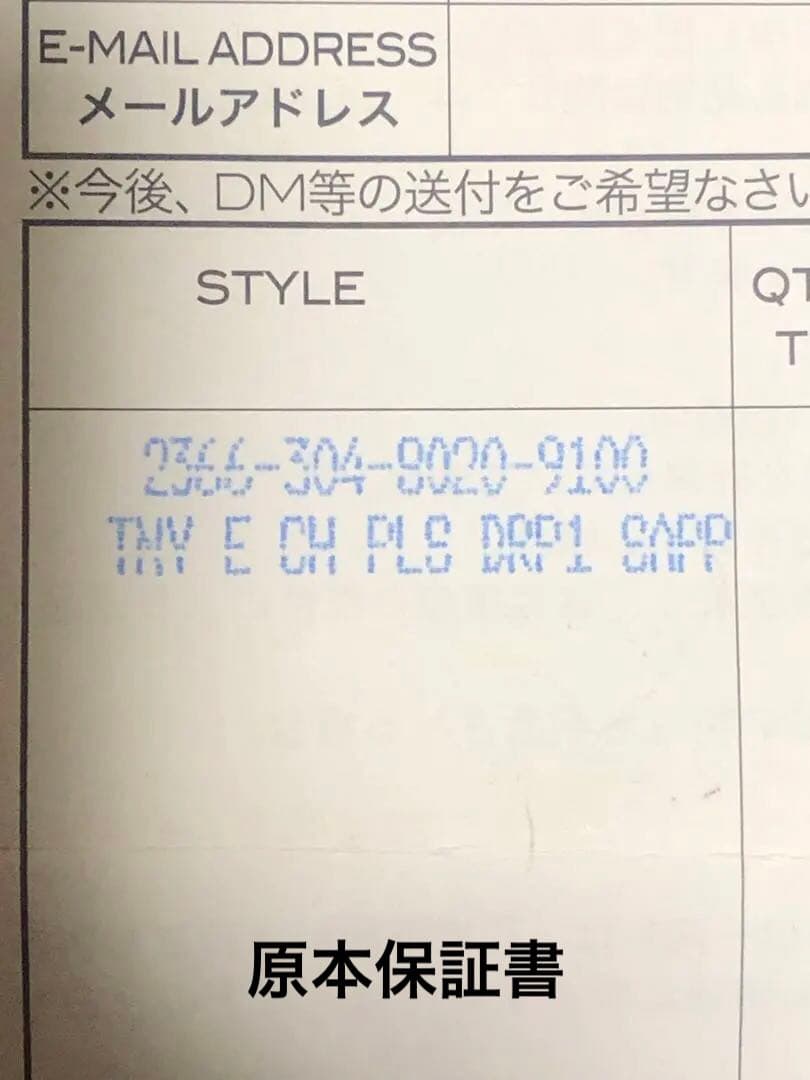 E-MAIL ADDRESS
メールアドレス
※今後、DM等の送付をご希望なさい
STYLE
QT
T
2366-304-8020-9100
TNY E CH PLS DRP1 SAPP
原本保証書